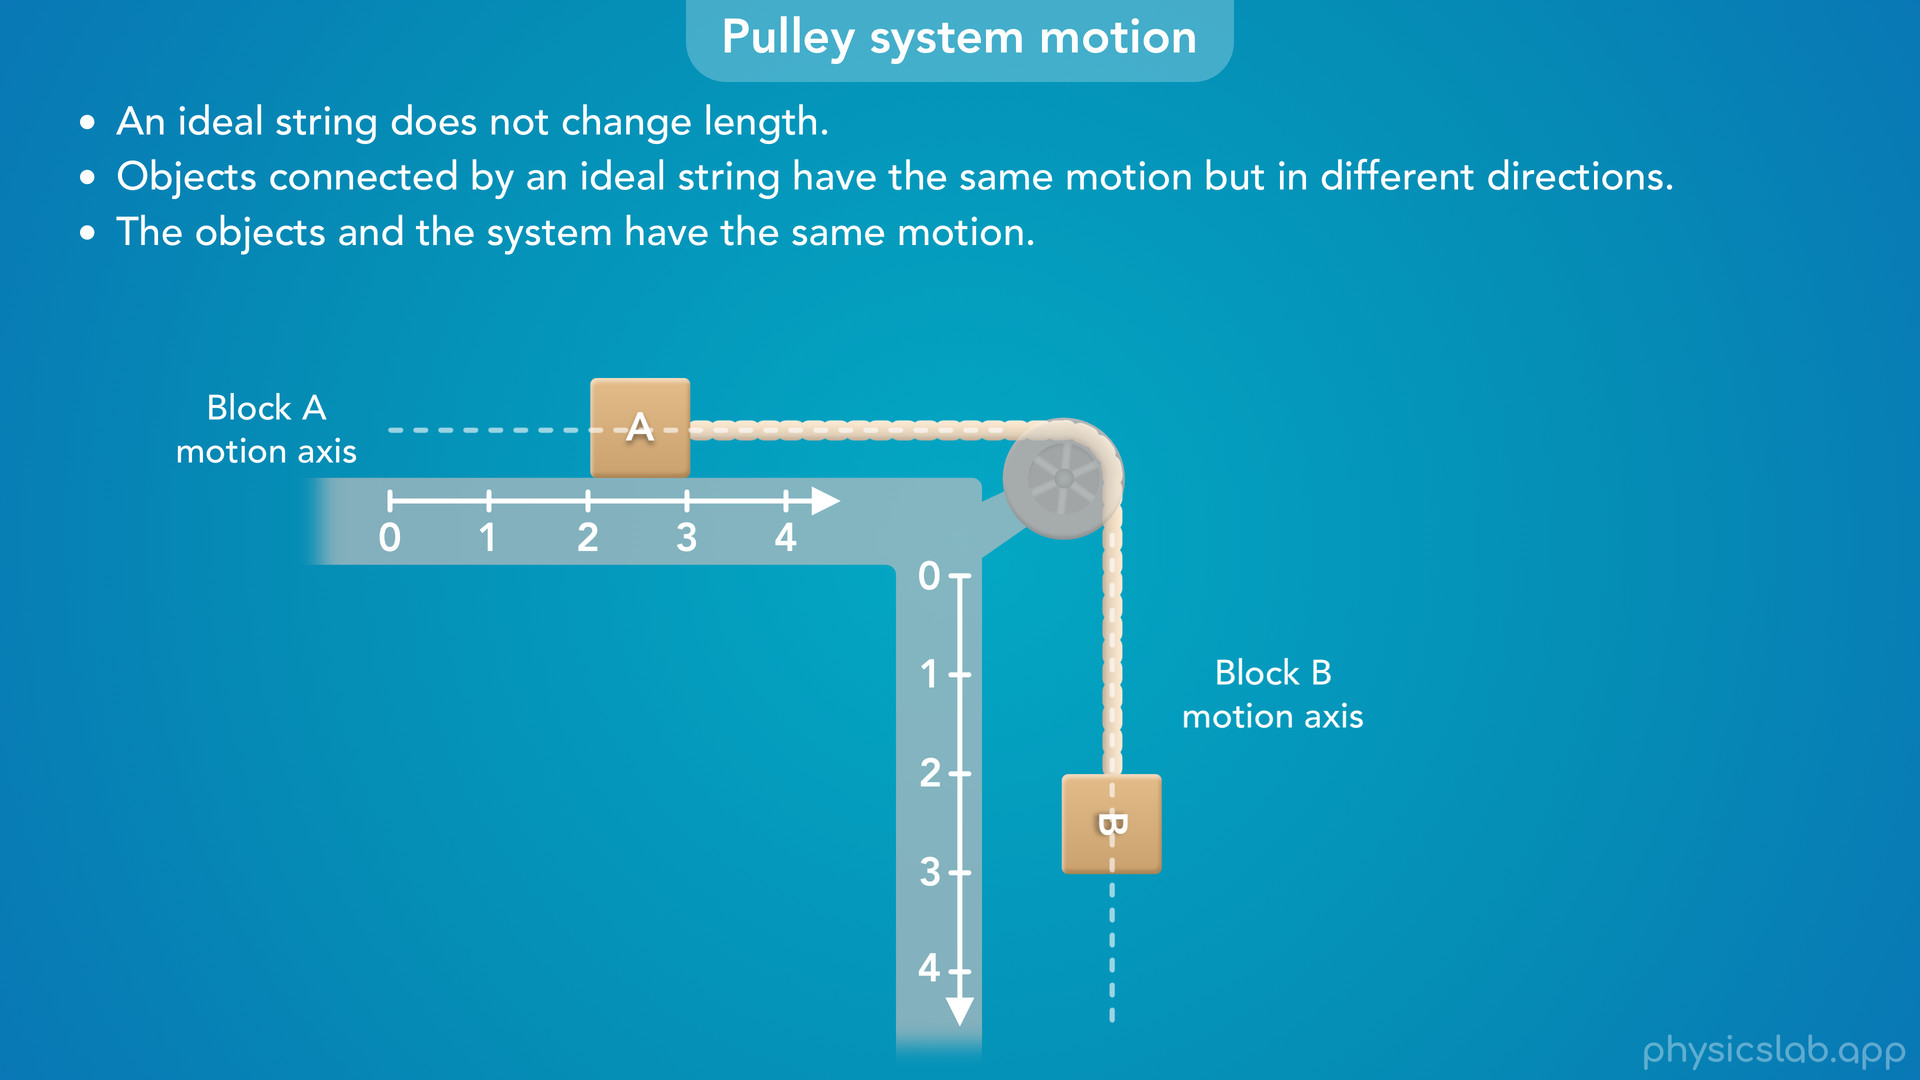 Pulley system motion
• An ideal string does not change length.
• Objects connected by an ideal string have the same motion but in different directions.
• The objects and the system have the same motion.
Block A
motion axis
A
0 1 2 3 4
0
1
2
3
4
Block B
motion axis
B
physicslab.app